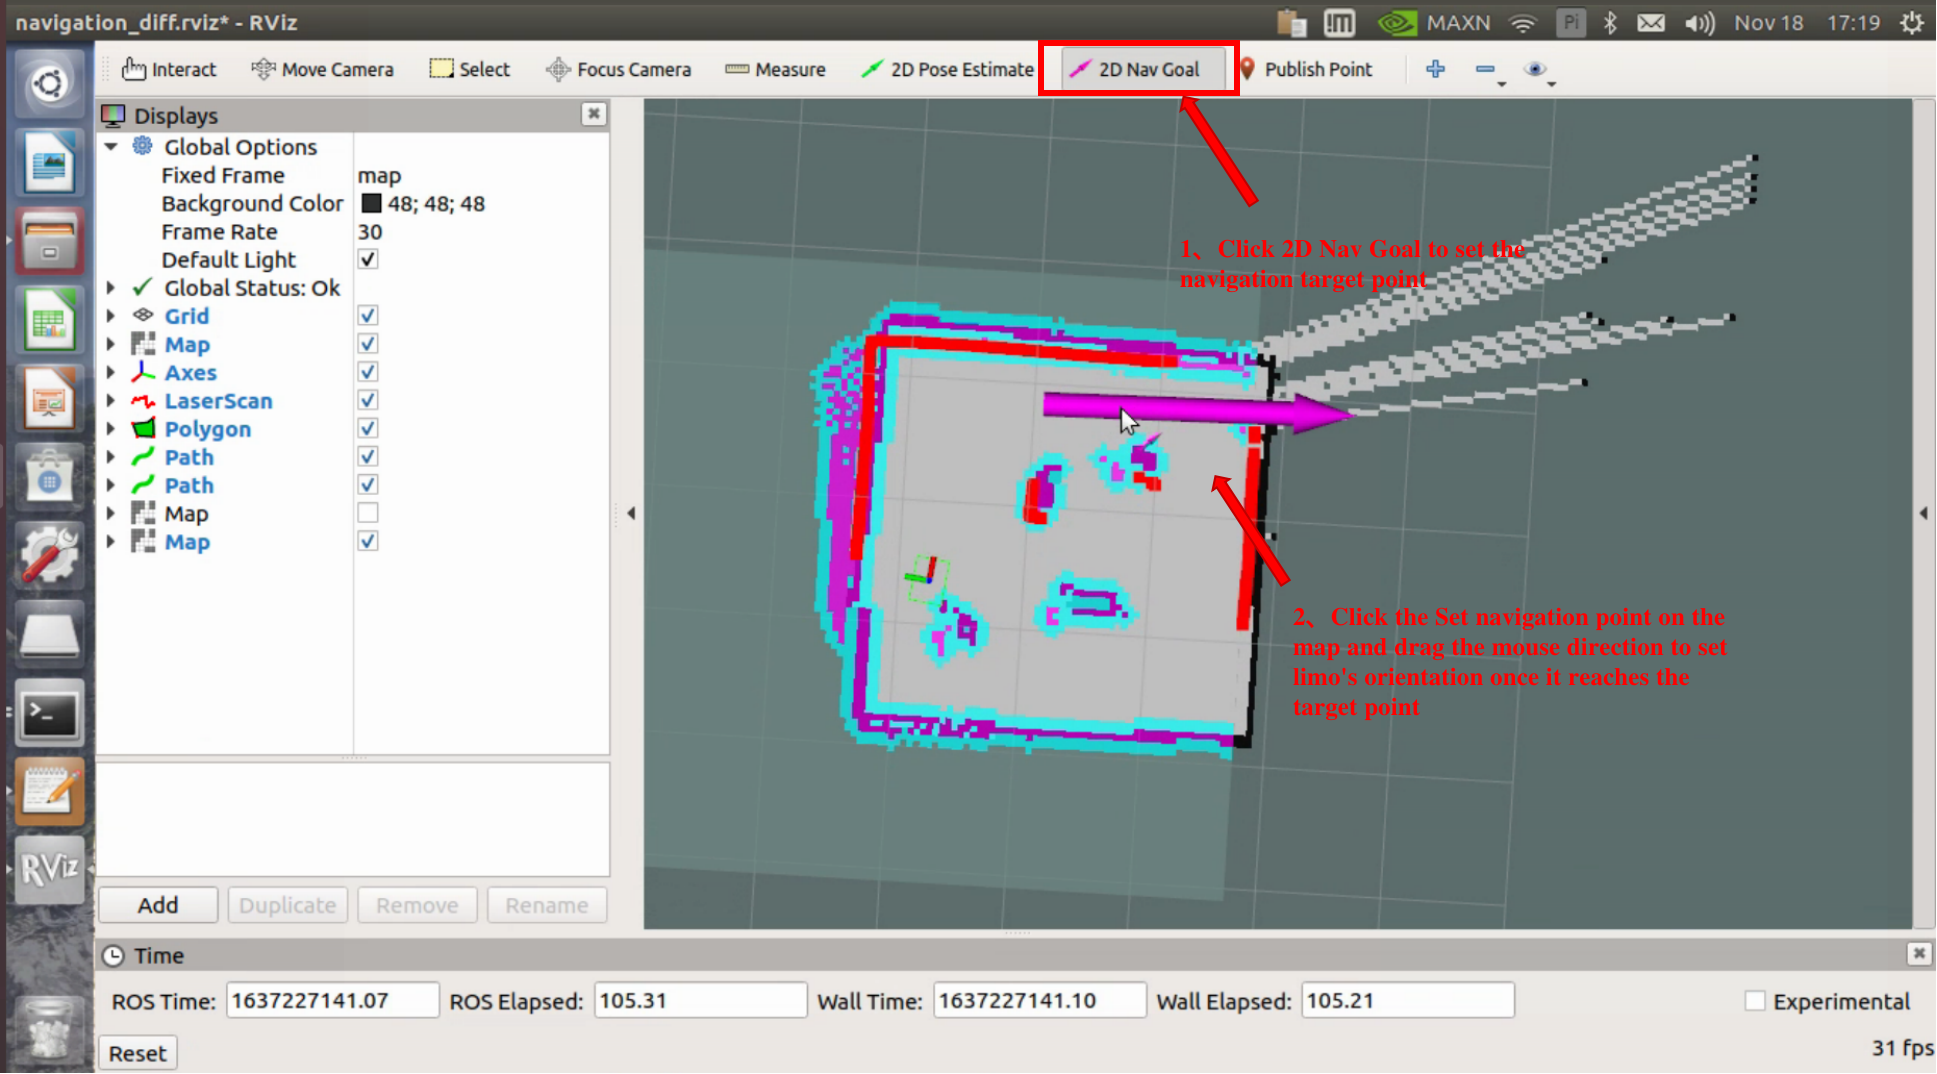 navigation_diff.rviz* - RViz
MAXN
Pi
Nov 18 17:19
Interact Move Camera Select Focus Camera Measure 2D Pose Estimate 2D Nav Goal Publish Point
Displays
Global Options
Fixed Frame map
Background Color 48; 48; 48
Frame Rate 30
Default Light
Global Status: Ok
Grid
Map
Axes
LaserScan
Polygon
Path
Path
Map
Map
1、Click 2D Nav Goal to set the
navigation target point
2、Click the Set navigation point on the
map and drag the mouse direction to set
limo's orientation once it reaches the
target point
RViz
Add Duplicate Remove Rename
Time
ROS Time: 1637227141.07 ROS Elapsed: 105.31 Wall Time: 1637227141.10 Wall Elapsed: 105.21 Experimental
Reset 31 fps